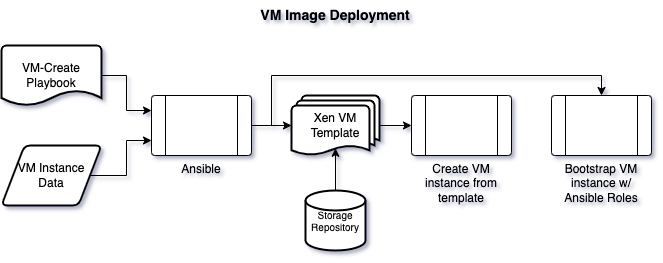 VM Image Deployment
VM-Create
Playbook
VM Instance
Data
Ansible
Xen VM
Template
Storage
Repository
Create VM
instance from
template
Bootstrap VM
instance w/
Ansible Roles